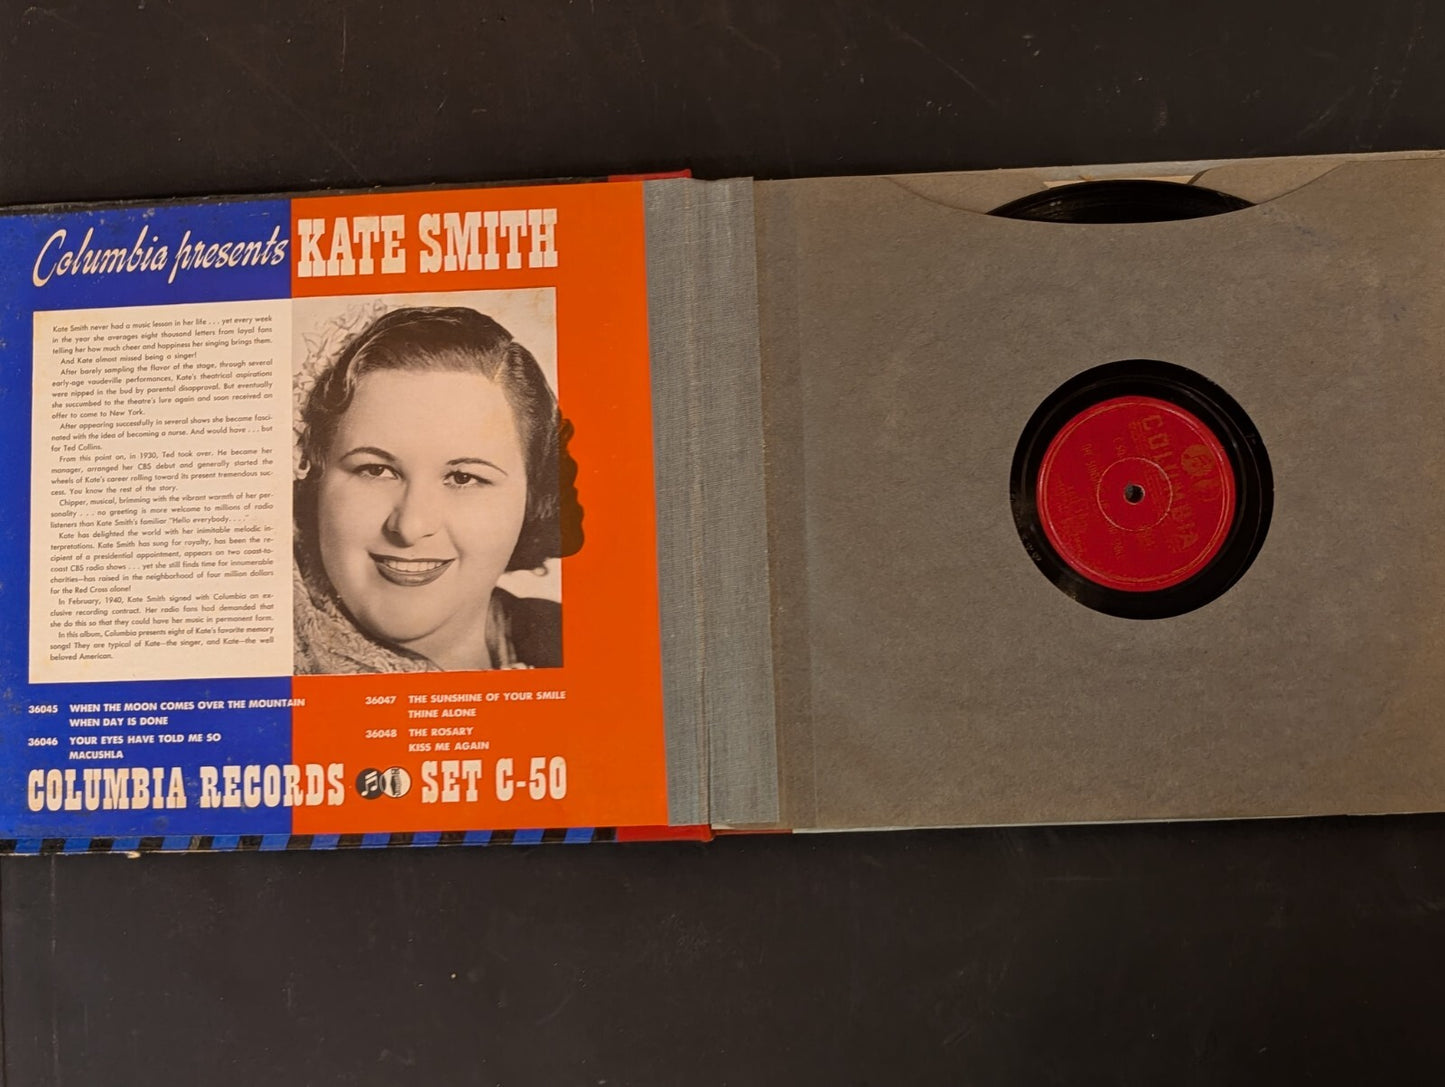 Columbia presents KATE SMITH
Kate Smith never had a music lesson in her life . . . yet every week
in the year she averages eight thousand letters from loyal fans
telling her how much cheer and happiness her singing brings them.
And Kate almost missed being a singer!
After barely sampling the flavor of the stage, through several
early-age vaudeville performances, Kate's theatrical aspirations
were nipped in the bud by parental disapproval. But eventually
she succumbed to the theatre's lure again and soon received an
offer to come to New York.
After appearing successfully in several shows she became fasci-
nated with the idea of becoming a nurse. And would have . . . but
for Ted Collins.
From this point on, in 1930, Ted took over. He became her
manager, arranged her CBS debut and generally started the
wheels of Kate's career rolling toward its present tremendous suc-
cess. You know the rest of the story.
Chipper, musical, brimming with the vibrant warmth of her per-
sonality . . . no greeting is more welcome to millions of radio
listeners than Kate Smith's familiar "Hello everybody. . . ."
Kate has delighted the world with her inimitable melodic in-
terpretations. Kate Smith has sung for royalty, has been the re-
cipient of a presidential appointment, appears on two coast-to-
coast CBS radio shows . . . yet she still finds time for innumerable
charities—has raised in the neighborhood of four million dollars
for the Red Cross alone!
In February, 1940, Kate Smith signed with Columbia an ex-
clusive recording contract. Her radio fans had demanded that
she do this so that they could have her music in permanent form.
In this album, Columbia presents eight of Kate's favorite memory
songs! They are typical of Kate—the singer, and Kate—the well
beloved American.
36045 WHEN THE MOON COMES OVER THE MOUNTAIN
WHEN DAY IS DONE
36046 YOUR EYES HAVE TOLD ME SO
MACUSHLA
36047 THE SUNSHINE OF YOUR SMILE
THINE ALONE
36048 THE ROSARY
KISS ME AGAIN
COLUMBIA RECORDS SET C-50
COLUMBIA